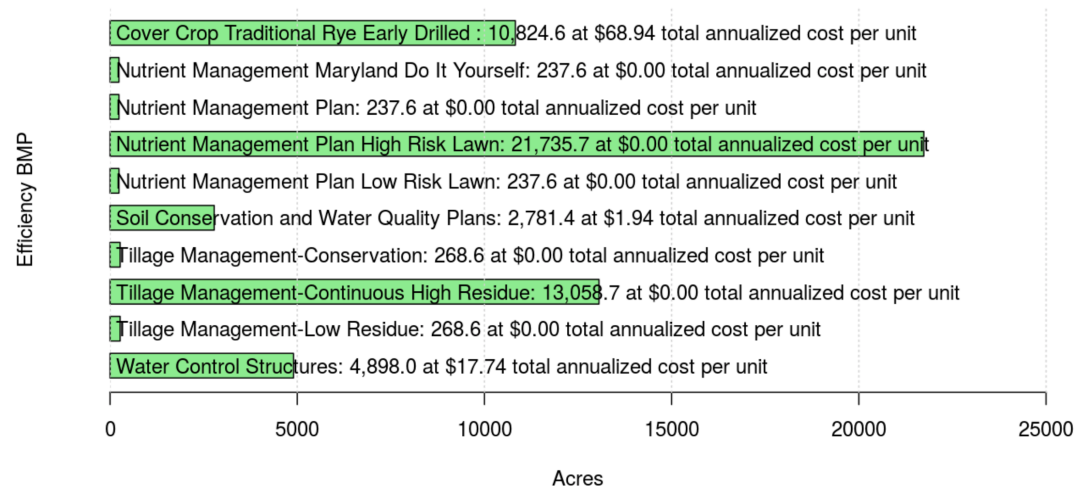 Efficiency BMP
Cover Crop Traditional Rye Early Drilled : 10,824.6 at $68.94 total annualized cost per unit
Nutrient Management Maryland Do It Yourself: 237.6 at $0.00 total annualized cost per unit
Nutrient Management Plan: 237.6 at $0.00 total annualized cost per unit
Nutrient Management Plan High Risk Lawn: 21,735.7 at $0.00 total annualized cost per unit
Nutrient Management Plan Low Risk Lawn: 237.6 at $0.00 total annualized cost per unit
Soil Conservation and Water Quality Plans: 2,781.4 at $1.94 total annualized cost per unit
Tillage Management-Conservation: 268.6 at $0.00 total annualized cost per unit
Tillage Management-Continuous High Residue: 13,058.7 at $0.00 total annualized cost per unit
Tillage Management-Low Residue: 268.6 at $0.00 total annualized cost per unit
Water Control Structures: 4,898.0 at $17.74 total annualized cost per unit
0 5000 10000 15000 20000 25000
Acres